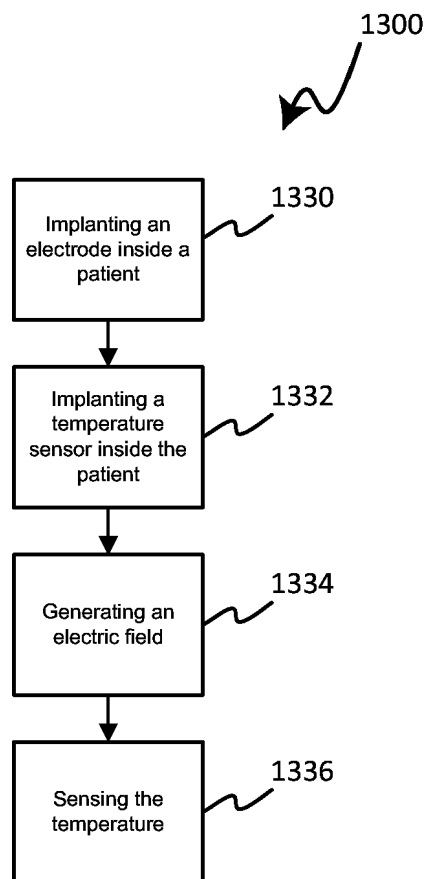 1300
1330
Implanting an
electrode inside a
patient
1332
Implanting a
temperature
sensor inside the
patient
1334
Generating an
electric field
1336
Sensing the
temperature